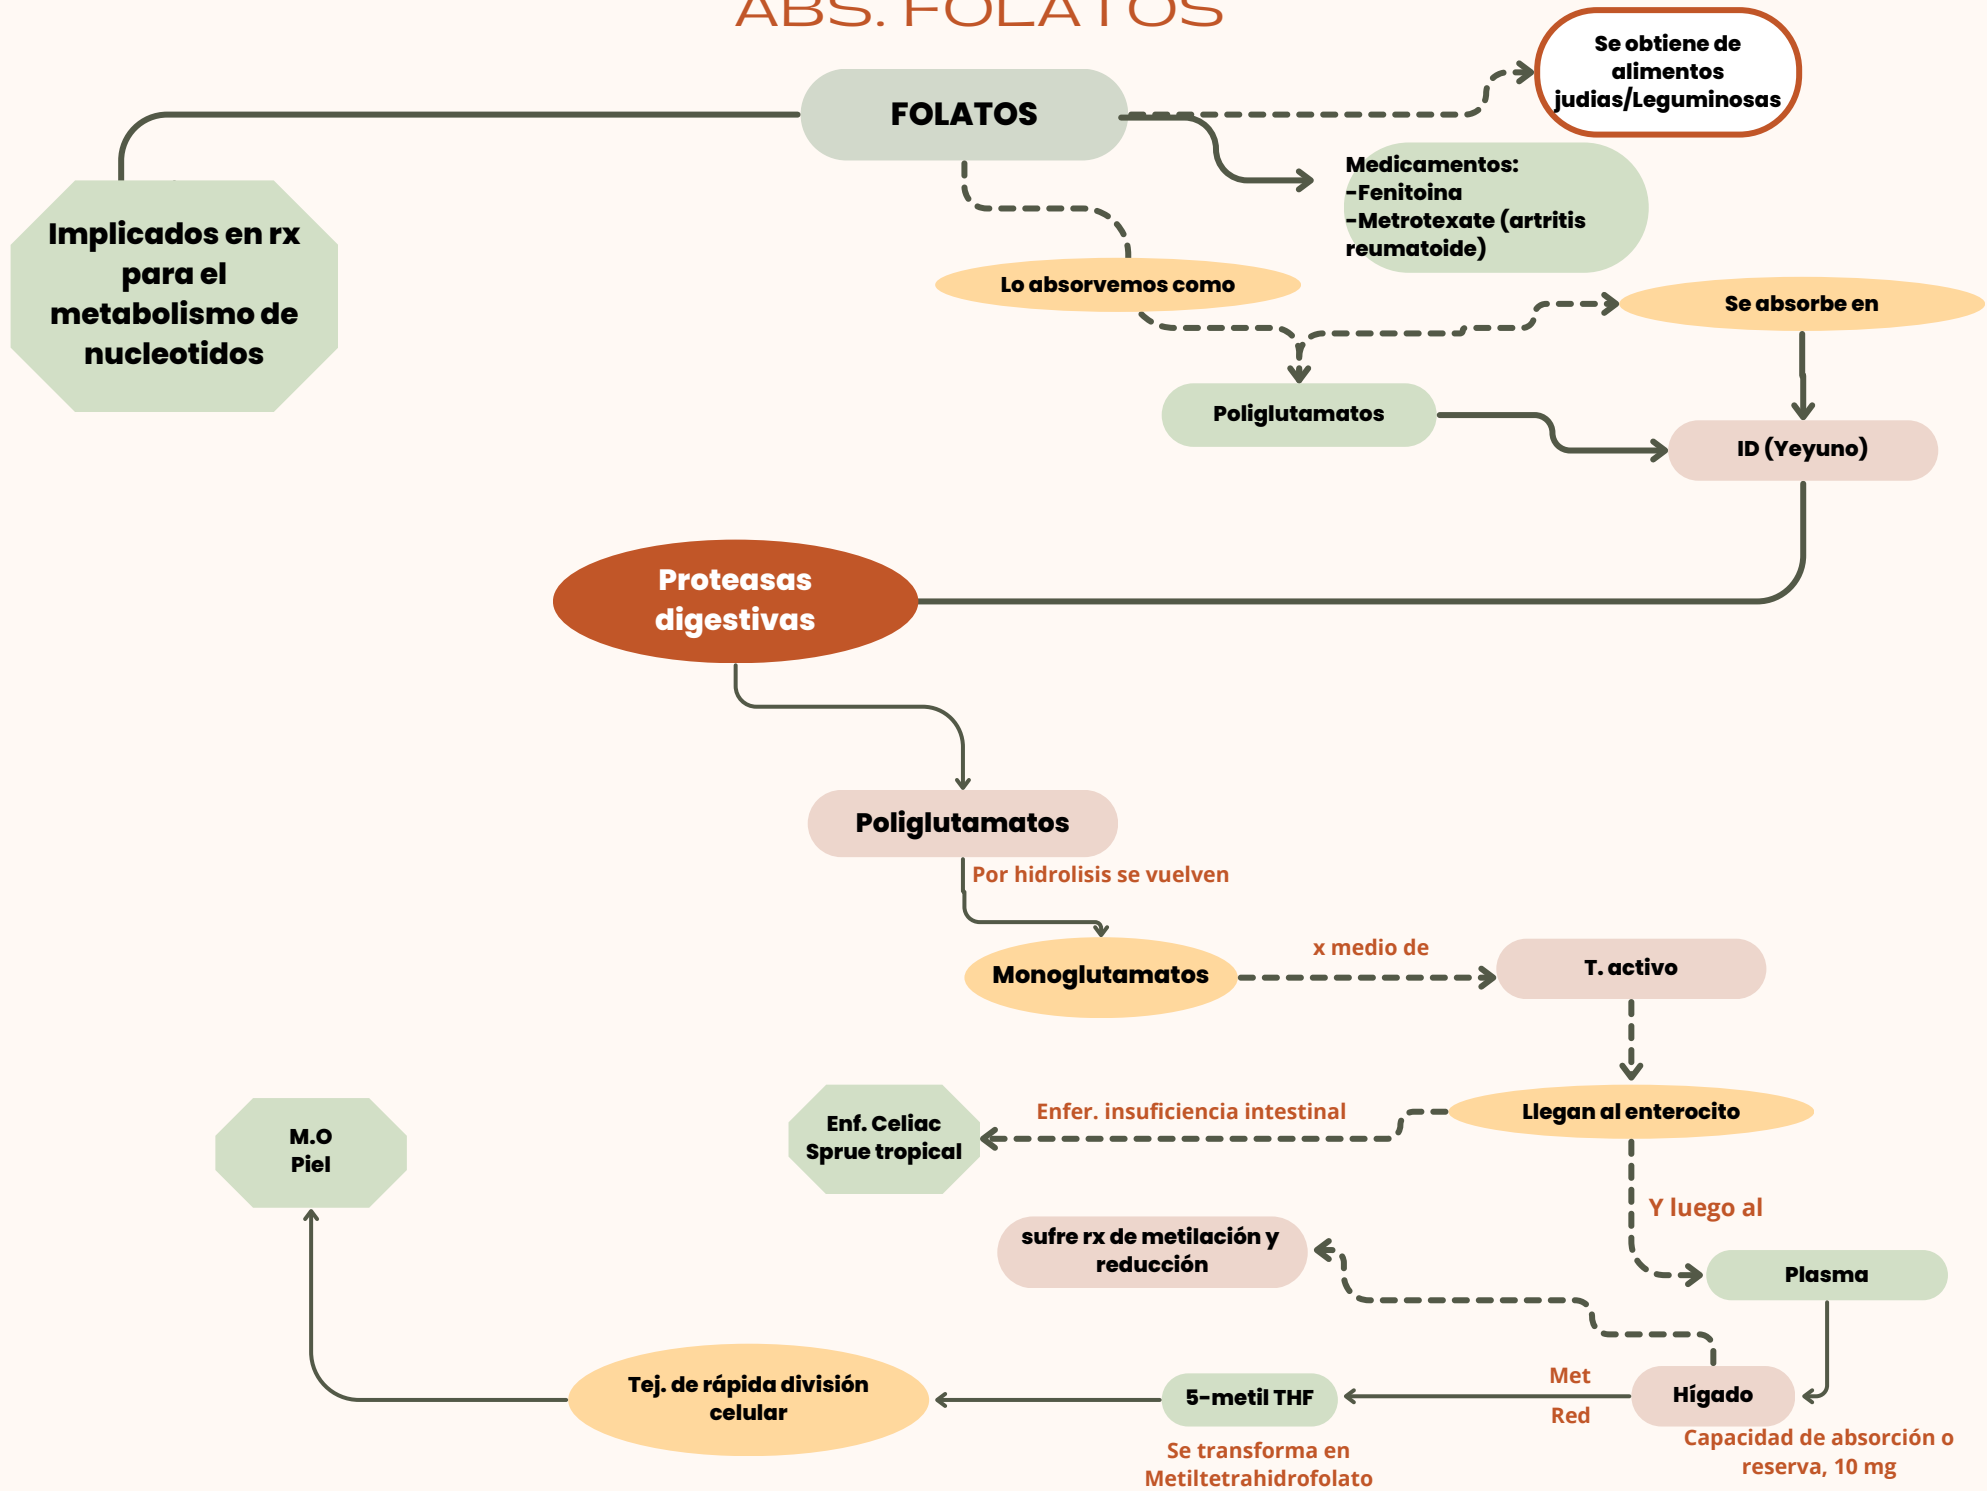 ABS. FOLATOS
Se obtiene de
alimentos
judias/Leguminosas
FOLATOS
Medicamentos:
-Fenitoina
-Metrotexate (artritis
reumatoide)
Implicados en rx
para el
metabolismo de
nucleotidos
Lo absorvemos como
Se absorbe en
Poliglutamatos
ID (Yeyuno)
Proteasas
digestivas
Poliglutamatos
Por hidrolisis se vuelven
Monoglutamatos
x medio de
T. activo
Llegan al enterocito
Enfer. insuficiencia intestinal
Enf. Celiac
Sprue tropical
M.O
Piel
Y luego al
sufre rx de metilación y
reducción
Plasma
Hígado
Met
Red
Capacidad de absorción o
reserva, 10 mg
5-metil THF
Se transforma en
Metiltetrahidrofolato
Tej. de rápida división
celular